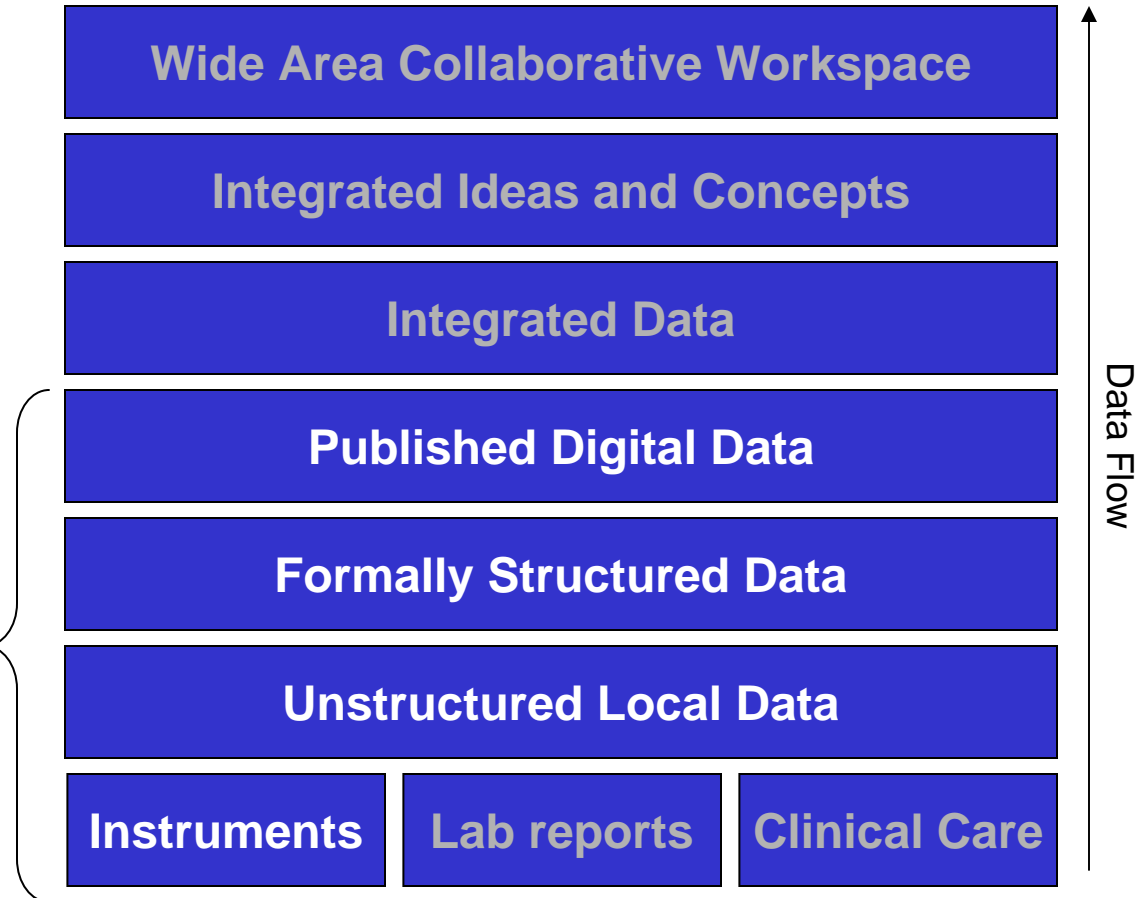 Wide Area Collaborative Workspace
Integrated Ideas and Concepts
Integrated Data
Published Digital Data
Formally Structured Data
Unstructured Local Data
Instruments
Lab reports
Clinical Care
Data Flow